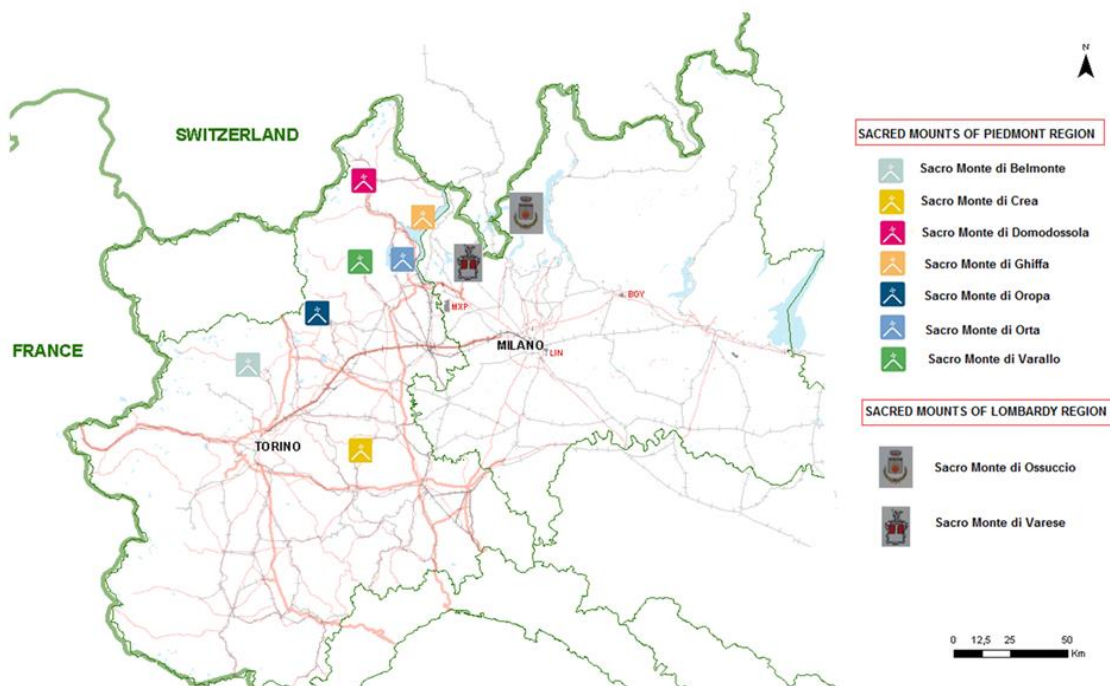 N
SWITZERLAND
FRANCE
MXP
BGY
MILANO
LIN
TORINO
SACRED MOUNTS OF PIEDMONT REGION
Sacro Monte di Belmonte
Sacro Monte di Crea
Sacro Monte di Domodossola
Sacro Monte di Ghiffa
Sacro Monte di Oropa
Sacro Monte di Orta
Sacro Monte di Varallo
SACRED MOUNTS OF LOMBARDY REGION
Sacro Monte di Ossuccio
Sacro Monte di Varese
0 12,5 25 50
Km